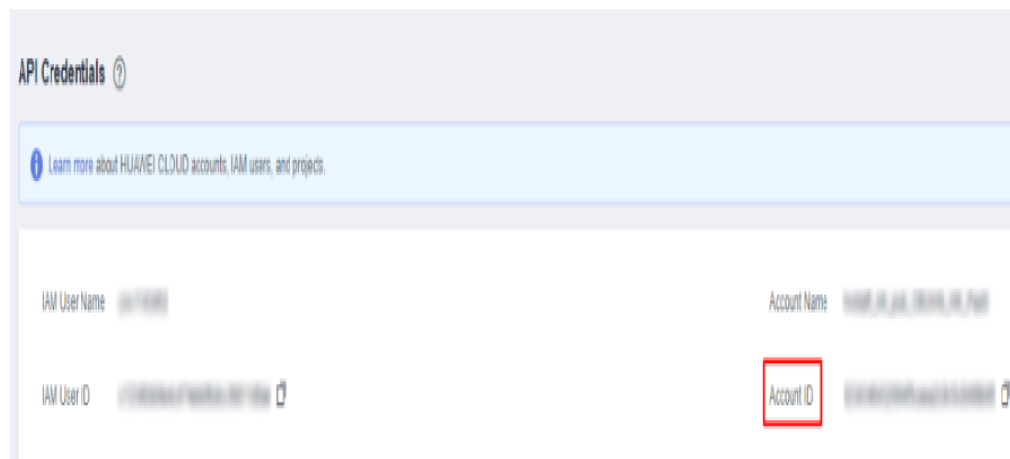 API Credentials ?
Learn more about HUAWEI CLOUD accounts, IAM users, and projects.
IAM User Name
Account Name
IAM User ID
Account ID